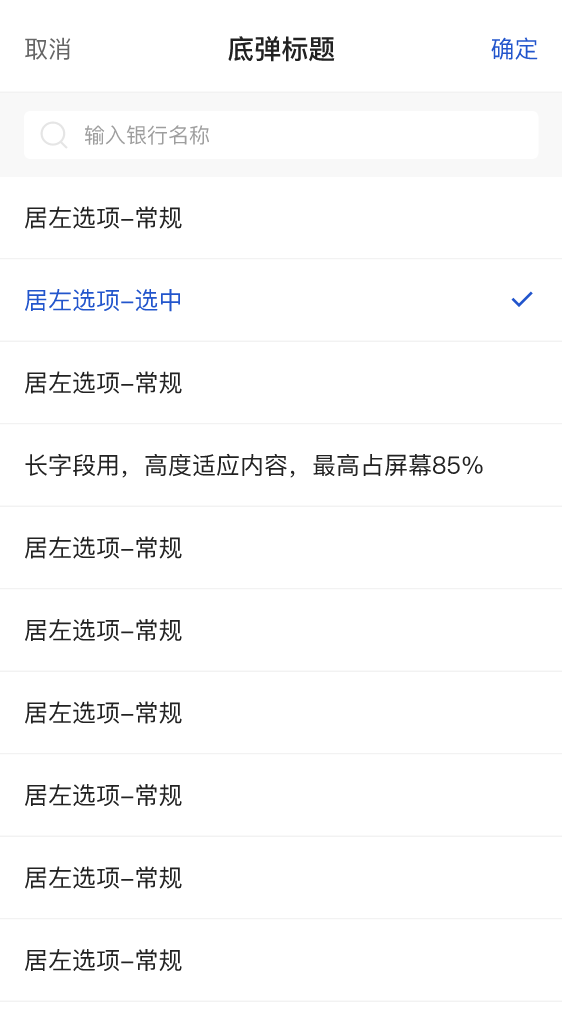 取消
底弹标题
确定
输入银行名称
居左选项–常规
居左选项–选中
居左选项–常规
长字段用，高度适应内容，最高占屏幕85%
居左选项–常规
居左选项–常规
居左选项–常规
居左选项–常规
居左选项–常规
居左选项–常规